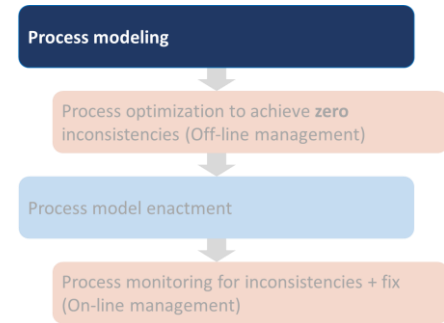 Process modeling
Process optimization to achieve zero
inconsistencies (Off-line management)
Process model enactment
Process monitoring for inconsistencies + fix
(On-line management)